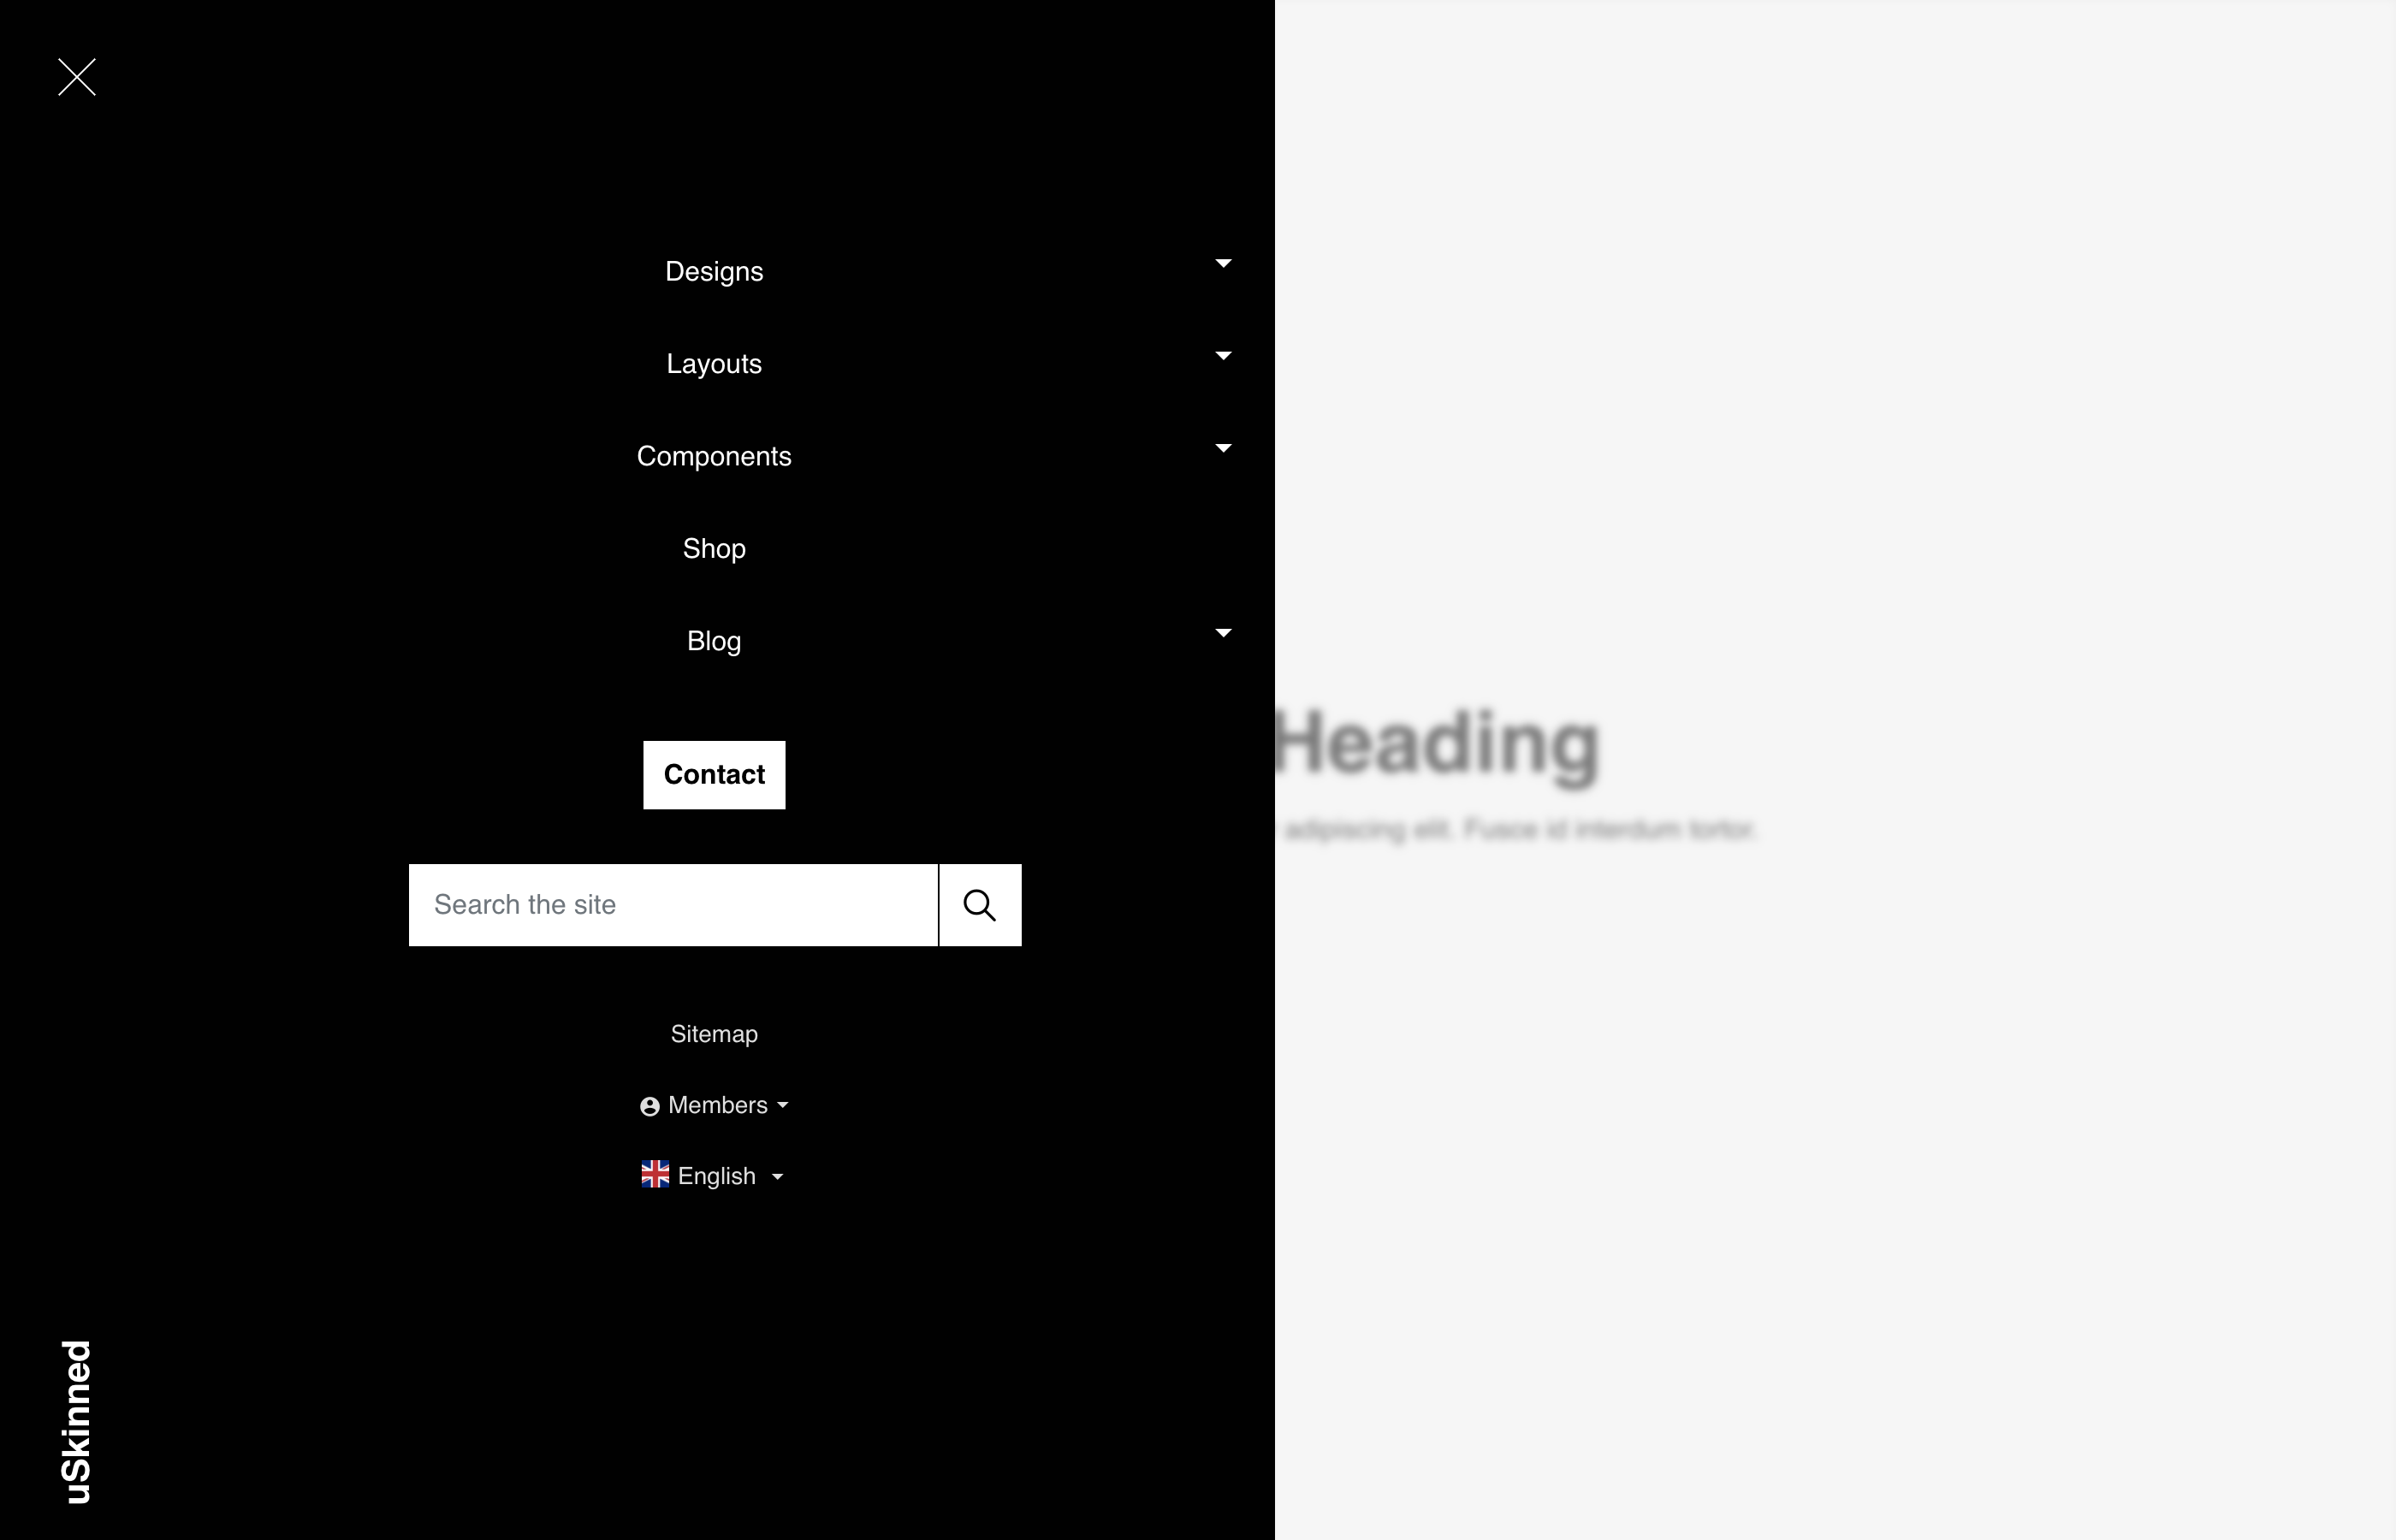 Designs
Layouts
Components
Shop
Blog
Contact
Search the site
Sitemap
Members
English
uSkinned
Heading
adipiscing elit. Fusce id interdum tortor.